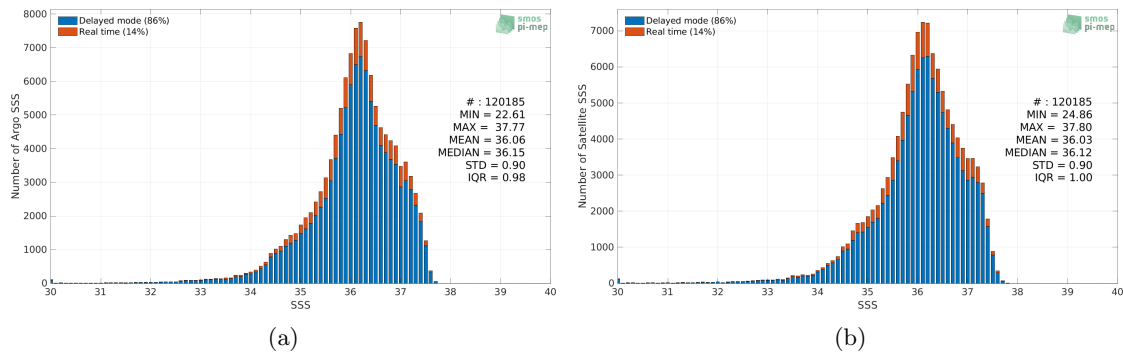 Delayed mode (86%)
Real time (14%)
smos
pi-mep
# : 120185
MIN = 22.61
MAX = 37.77
MEAN = 36.06
MEDIAN = 36.15
STD = 0.90
IQR = 0.98
Number of Argo SSS
8000
7000
6000
5000
4000
3000
2000
1000
0
30 31 32 33 34 35 36 37 38 39 40
SSS
(a)
Delayed mode (86%)
Real time (14%)
smos
pi-mep
# : 120185
MIN = 24.86
MAX = 37.80
MEAN = 36.03
MEDIAN = 36.12
STD = 0.90
IQR = 1.00
Number of Satellite SSS
7000
6000
5000
4000
3000
2000
1000
0
30 31 32 33 34 35 36 37 38 39 40
SSS
(b)